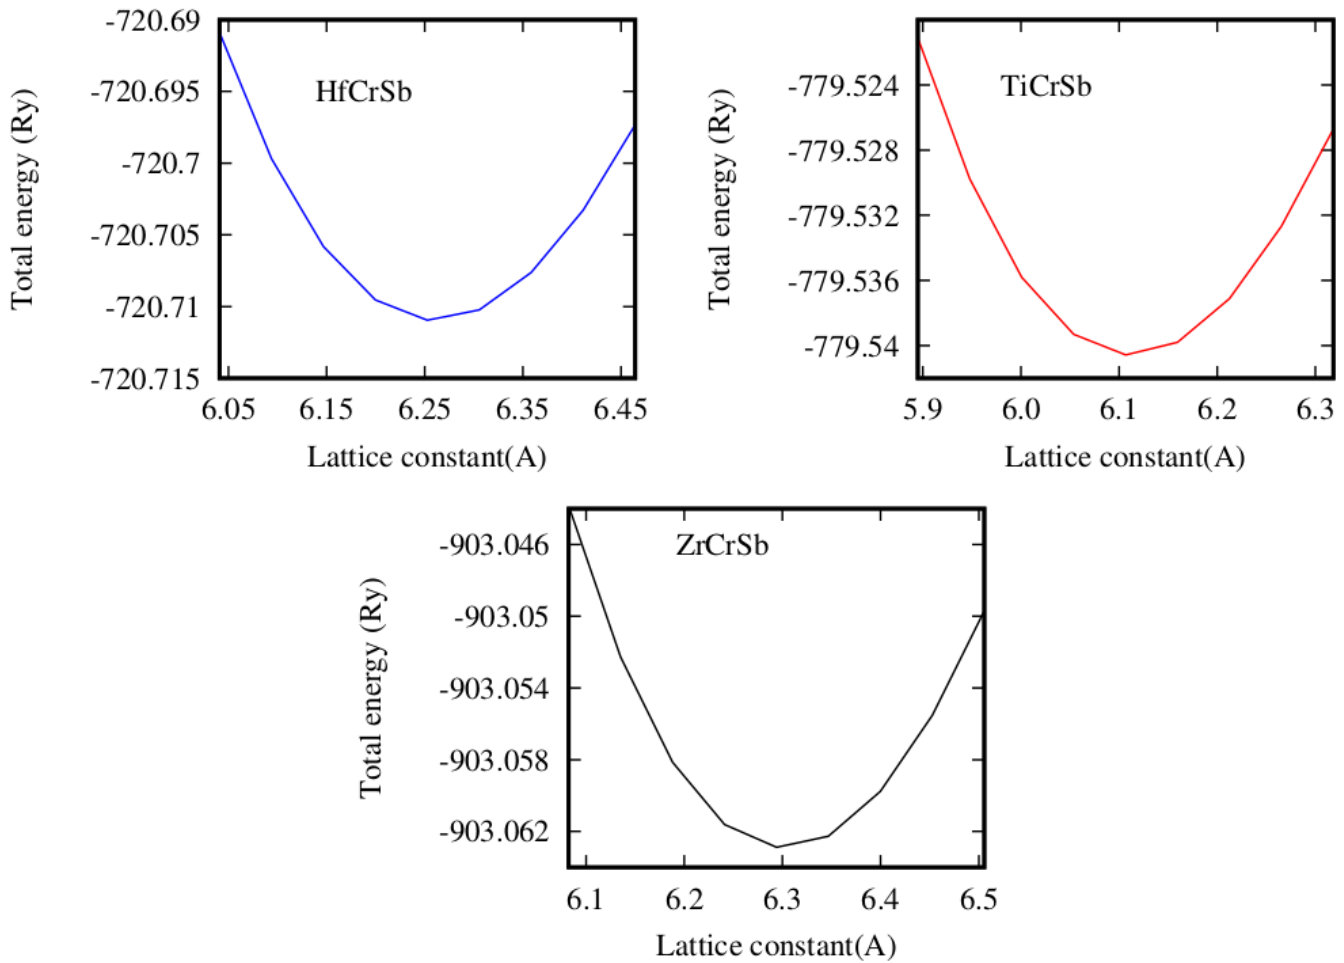 Total energy (Ry)
-720.69
-720.695
-720.7
-720.705
-720.71
-720.715
HfCrSb
6.05 6.15 6.25 6.35 6.45
Lattice constant(A)
Total energy (Ry)
-779.524
-779.528
-779.532
-779.536
-779.54
TiCrSb
5.9 6.0 6.1 6.2 6.3
Lattice constant(A)
Total energy (Ry)
-903.046
-903.05
-903.054
-903.058
-903.062
ZrCrSb
6.1 6.2 6.3 6.4 6.5
Lattice constant(A)